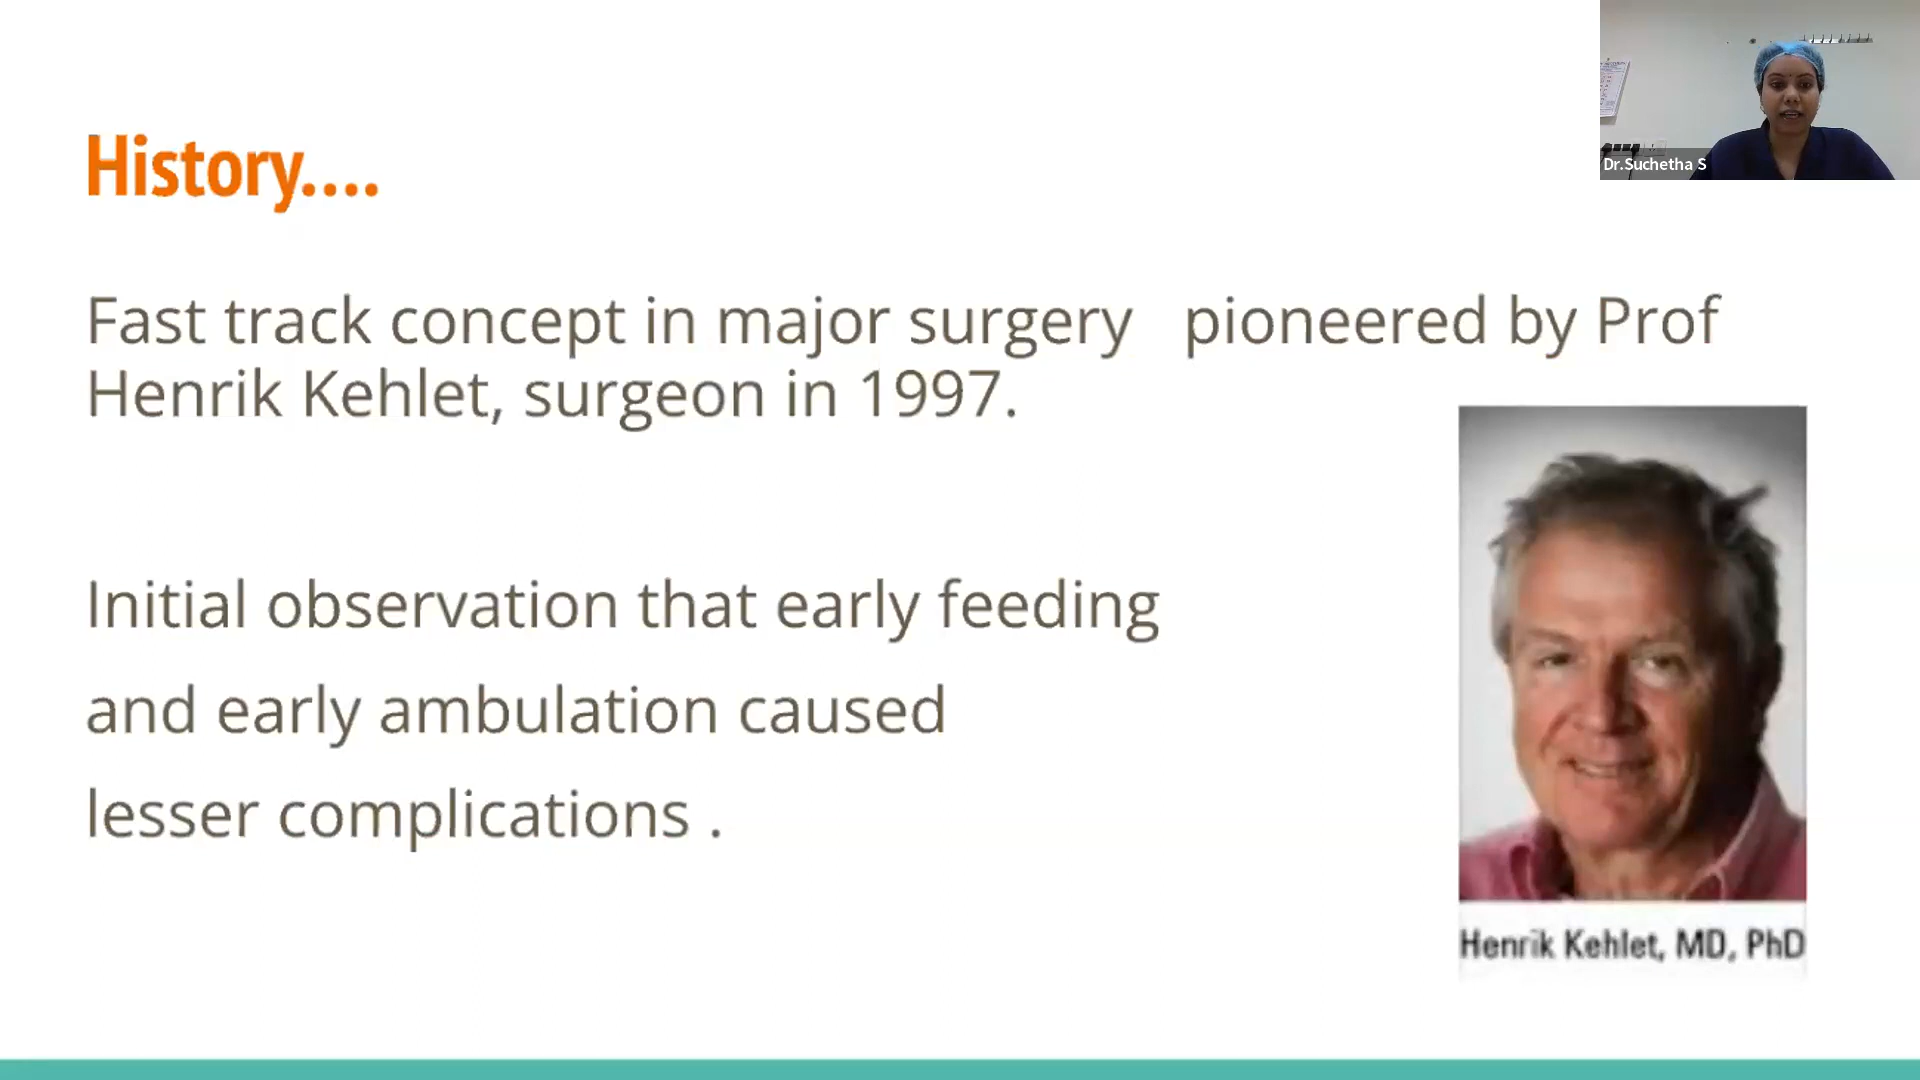 Dr.Suchetha S
History....
Fast track concept in major surgery pioneered by Prof
Henrik Kehlet, surgeon in 1997.
Initial observation that early feeding
and early ambulation caused
lesser complications .
Henrik Kehlet, MD, PhD